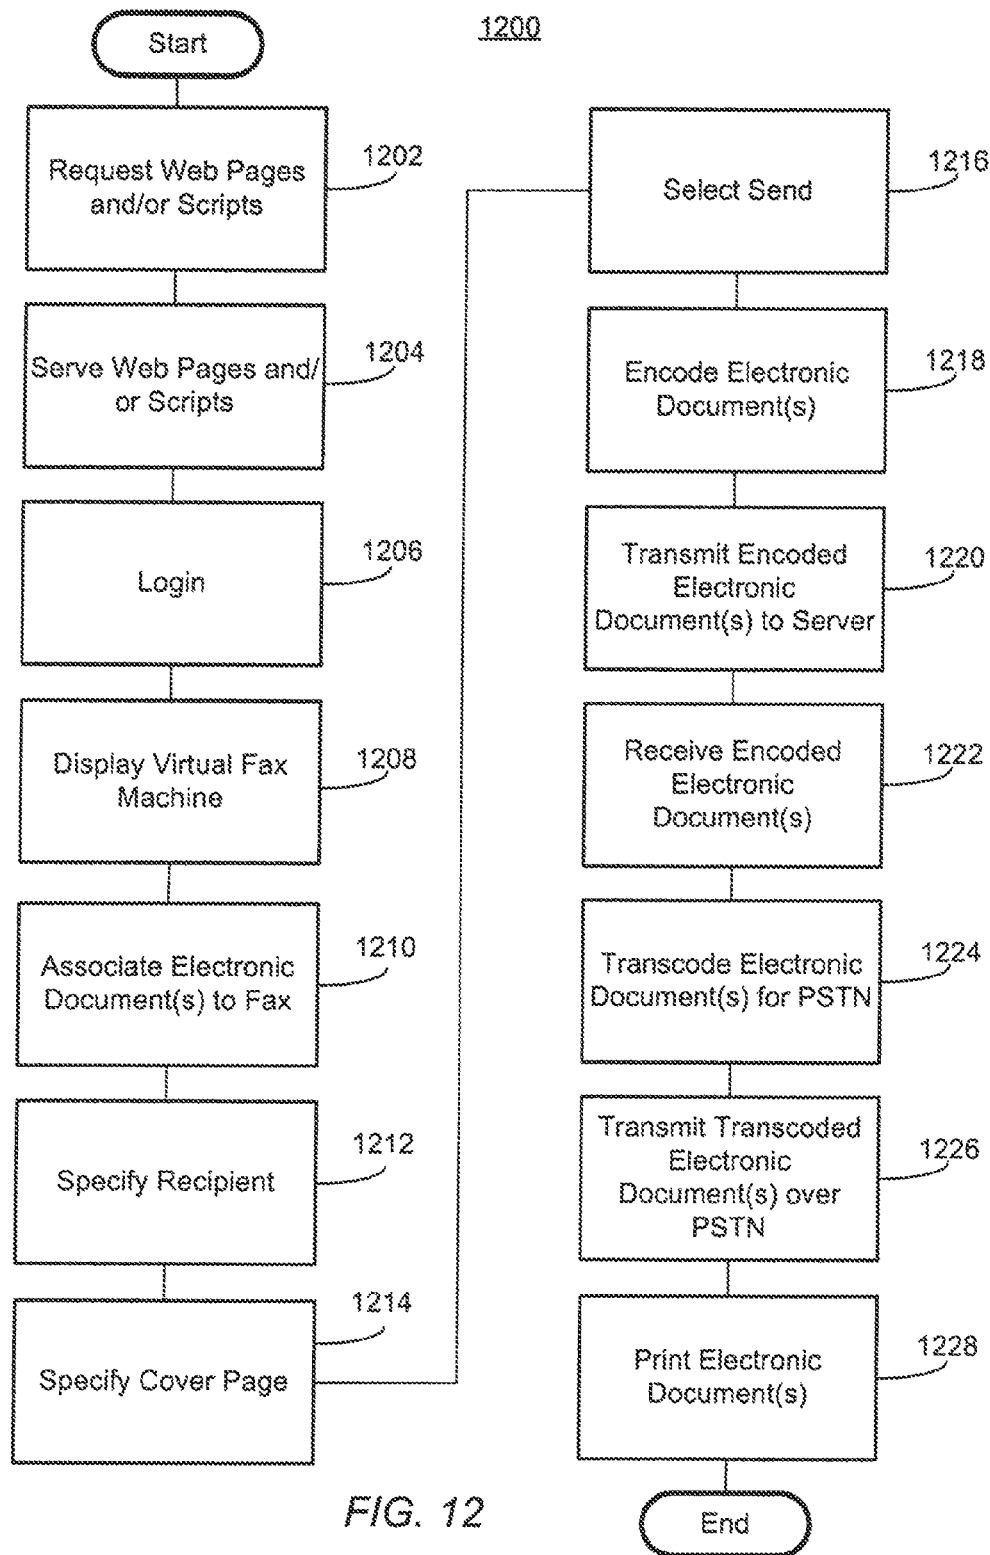 1200
Start
Request Web Pages
and/or Scripts
1202
Serve Web Pages and/
or Scripts
1204
Login
1206
Display Virtual Fax
Machine
1208
Associate Electronic
Document(s) to Fax
1210
Specify Recipient
1212
Specify Cover Page
1214
Select Send
1216
Encode Electronic
Document(s)
1218
Transmit Encoded
Electronic
Document(s) to Server
1220
Receive Encoded
Electronic
Document(s)
1222
Transcode Electronic
Document(s) for PSTN
1224
Transmit Transcoded
Electronic
Document(s) over
PSTN
1226
Print Electronic
Document(s)
1228
End
FIG. 12